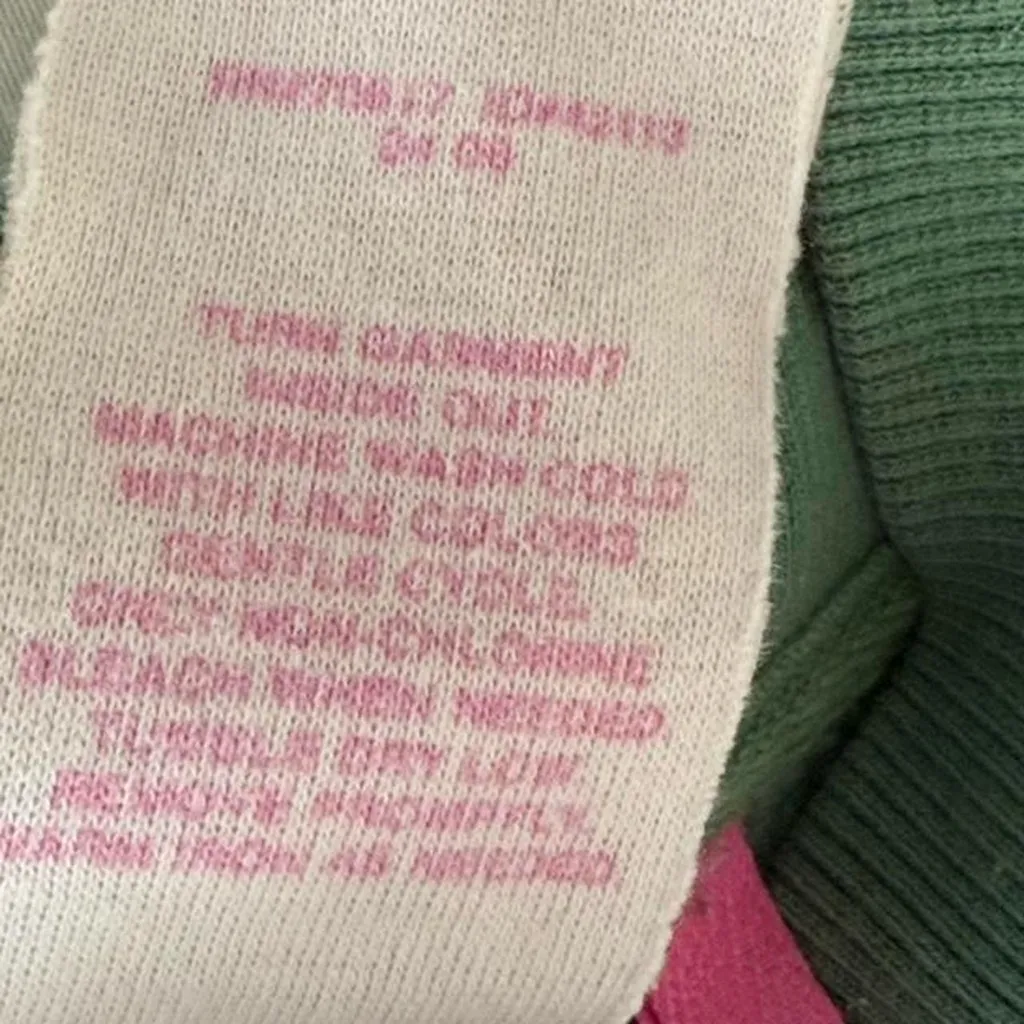 TURN GARMENT
INSIDE OUT.
MACHINE WASH COLD
WITH LIKE COLORS
GENTLE CYCLE.
ONLY NON-CHLORINE
BLEACH WHEN NEEDED
TUMBLE DRY LOW.
REMOVE PROMPTLY.
WARM IRON AS NEEDED